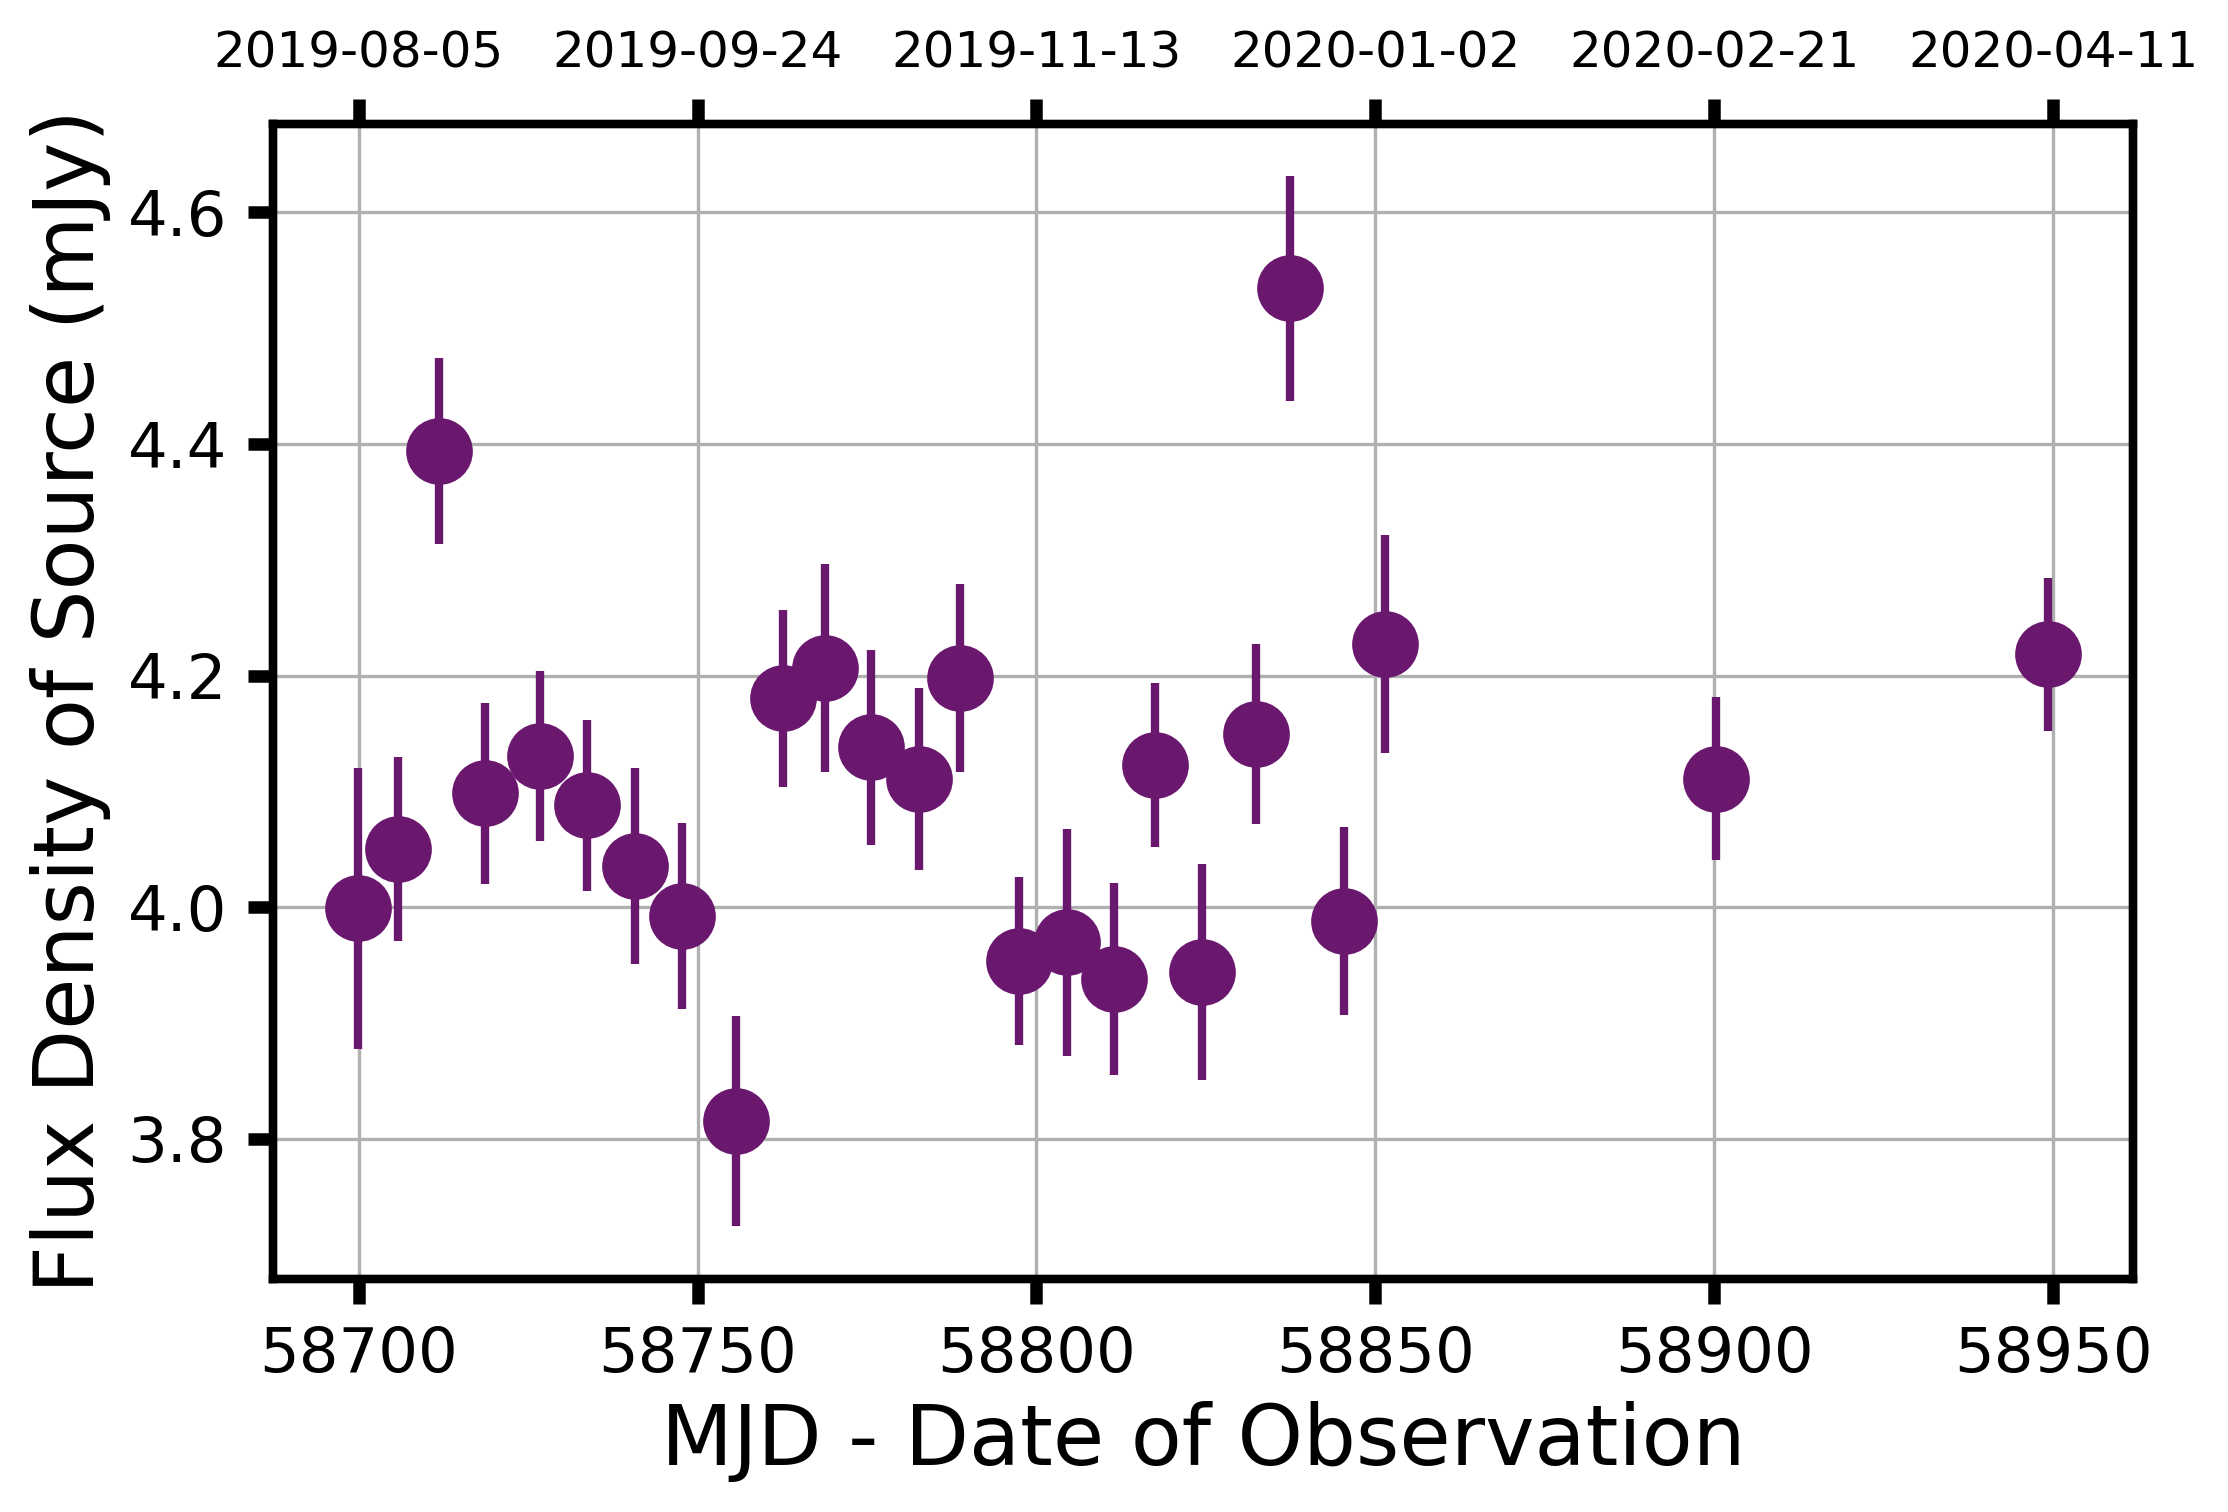 2019-08-05 2019-09-24 2019-11-13 2020-01-02 2020-02-21 2020-04-11
Flux Density of Source (mJy)
4.6
4.4
4.2
4.0
3.8
58700 58750 58800 58850 58900 58950
MJD - Date of Observation